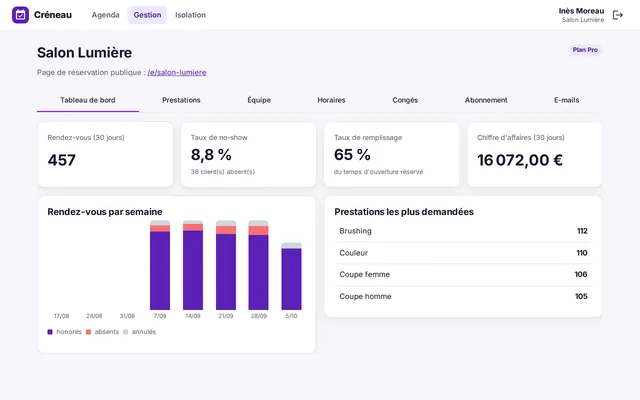 Créneau
Agenda
Gestion
Isolation
Inès Moreau
Salon Lumière
Salon Lumière
Plan Pro
Page de réservation publique : /e/salon-lumiere
Tableau de bord
Prestations
Équipe
Horaires
Congés
Abonnement
E-mails
Rendez-vous (30 jours)
457
Taux de no-show
8,8 %
38 client(s) absent(s)
Taux de remplissage
65 %
du temps d'ouverture réservé
Chiffre d'affaires (30 jours)
16 072,00 €
Rendez-vous par semaine
17/08 24/08 31/08 7/09 14/09 21/09 28/09 5/10
honorés absents annulés
Prestations les plus demandées
Brushing 112
Couleur 110
Coupe femme 106
Coupe homme 105